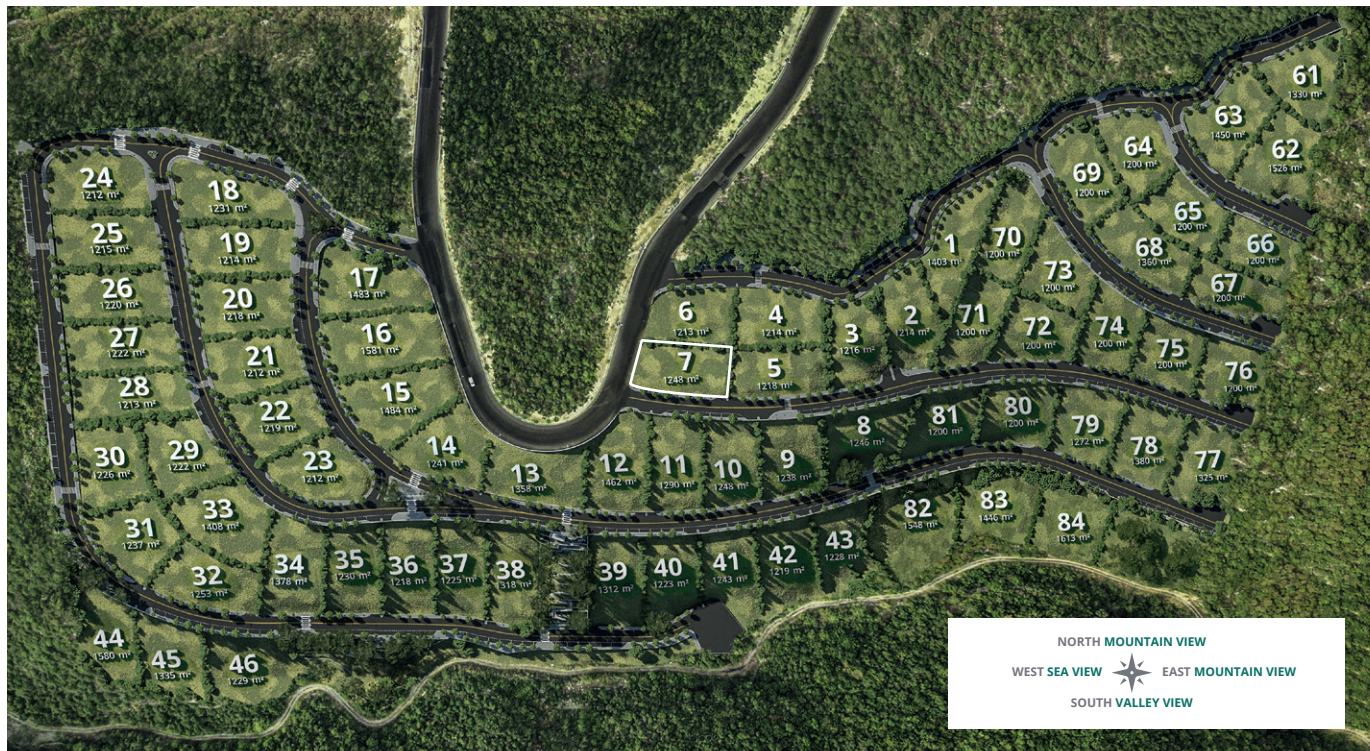 61
1330 m²
63
1450 m²
64
1200 m²
62
1526 m²
69
1200 m²
24
1212 m²
18
1231 m²
65
1200 m²
25
1215 m²
19
1214 m²
1
1403 m²
70
1200 m²
68
1360 m²
66
1200 m²
17
1483 m²
73
1200 m²
67
1200 m²
26
1220 m²
20
1218 m²
6
1213 m²
4
1214 m²
3
1216 m²
2
1214 m²
71
1200 m²
72
1200 m²
74
1200 m²
16
1581 m²
27
1222 m²
21
1212 m²
7
1248 m²
5
1218 m²
75
1200 m²
76
1200 m²
28
1213 m²
15
1484 m²
22
1219 m²
8
1246 m²
81
1200 m²
80
1200 m²
79
1272 m²
78
380 m²
77
1325 m²
30
1226 m²
29
1222 m²
23
1212 m²
14
1241 m²
13
1358 m²
12
1462 m²
11
1290 m²
10
1248 m²
9
1238 m²
33
1408 m²
82
1548 m²
83
1446 m²
84
1613 m²
31
1237 m²
32
1253 m²
34
1378 m²
35
1230 m²
36
1218 m²
37
1225 m²
38
318 m²
39
1312 m²
40
1223 m²
41
1243 m²
42
1219 m²
43
1228 m²
44
1580 m²
45
1335 m²
46
1229 m²
NORTH MOUNTAIN VIEW
WEST SEA VIEW EAST MOUNTAIN VIEW
SOUTH VALLEY VIEW